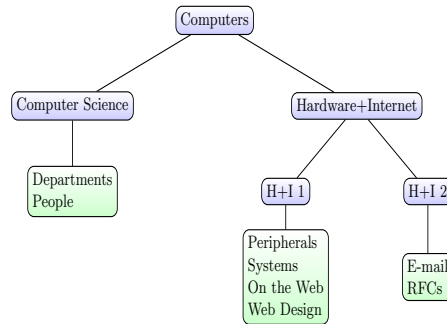 Computers
Computer Science
Hardware+Internet
Departments
People
H+I 1
H+I 2
Peripherals
Systems
On the Web
Web Design
E-mail
RFCs